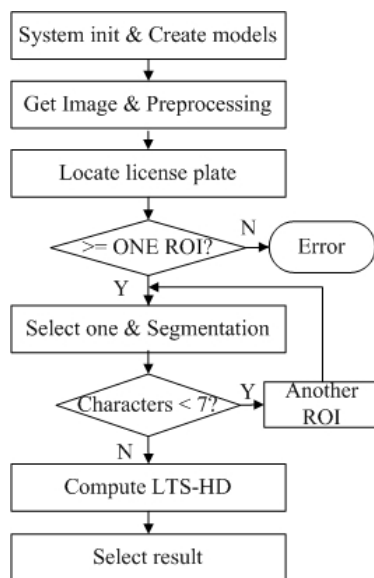 System init & Create models
Get Image & Preprocessing
Locate license plate
>= ONE ROI?
N
Error
Y
Select one & Segmentation
Characters < 7?
Y
Another
ROI
N
Compute LTS-HD
Select result